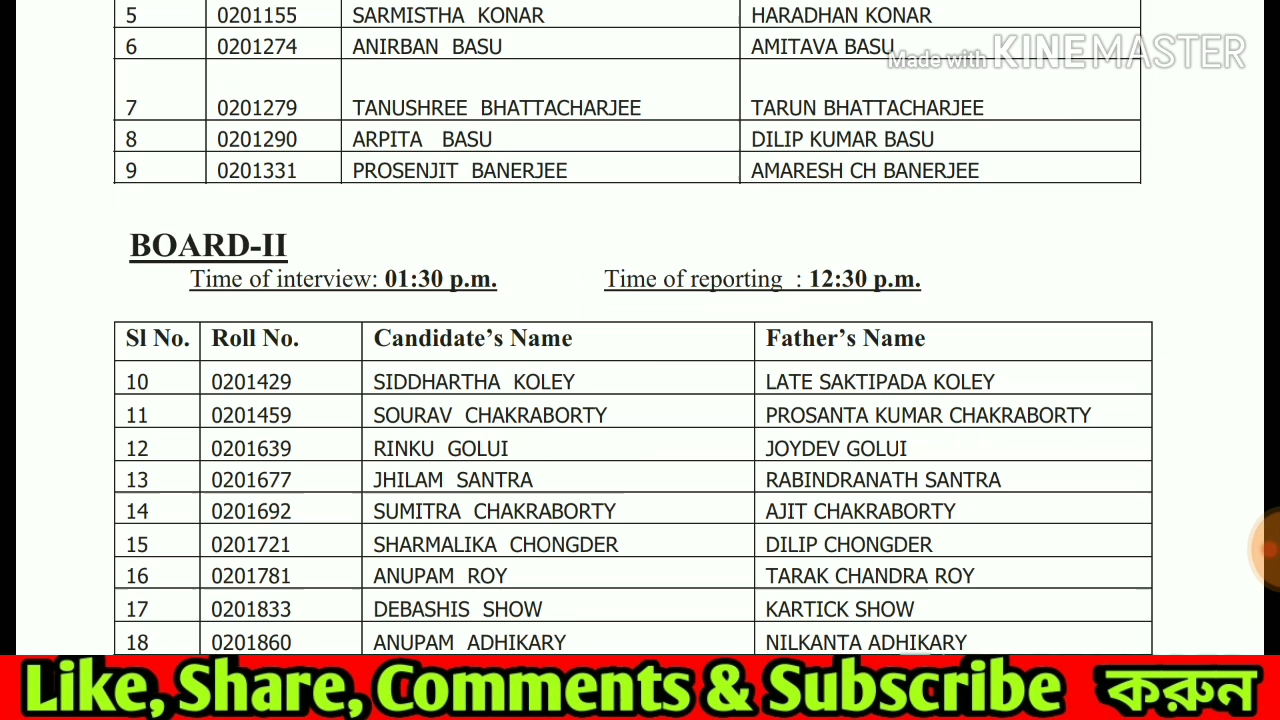 5 0201155 SARMISTHA KONAR HARADHAN KONAR
6 0201274 ANIRBAN BASU AMITAVA BASU
Made with KINEMASTER
7 0201279 TANUSHREE BHATTACHARJEE TARUN BHATTACHARJEE
8 0201290 ARPITA BASU DILIP KUMAR BASU
9 0201331 PROSENJIT BANERJEE AMARESH CH BANERJEE
BOARD-II
Time of interview: 01:30 p.m. Time of reporting : 12:30 p.m.
Sl No. Roll No. Candidate's Name Father's Name
10 0201429 SIDDHARTHA KOLEY LATE SAKTIPADA KOLEY
11 0201459 SOURAV CHAKRABORTY PROSANTA KUMAR CHAKRABORTY
12 0201639 RINKU GOLUI JOYDEV GOLUI
13 0201677 JHILAM SANTRA RABINDRANATH SANTRA
14 0201692 SUMITRA CHAKRABORTY AJIT CHAKRABORTY
15 0201721 SHARMALIKA CHONGDER DILIP CHONGDER
16 0201781 ANUPAM ROY TARAK CHANDRA ROY
17 0201833 DEBASHIS SHOW KARTICK SHOW
18 0201860 ANUPAM ADHIKARY NILKANTA ADHIKARY
Like, Share, Comments & Subscribe করুন